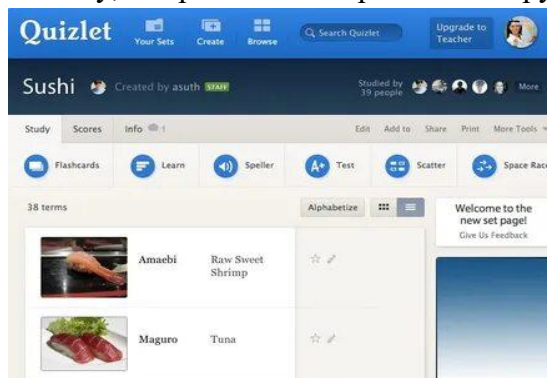 Quizlet
Your Sets
Create
Browse
Search Quizlet
Upgrade to
Teacher
Sushi
Created by asuth STAFF
Studied by
39 people
More
Study Scores Info 1
Edit Add to Share Print More Tools
Flashcards
Learn
Speller
A+ Test
Scatter
Space Race
38 terms
Alphabetize
Welcome to the
new set page!
Give Us Feedback
Amaebi
Raw Sweet
Shrimp
Maguro
Tuna